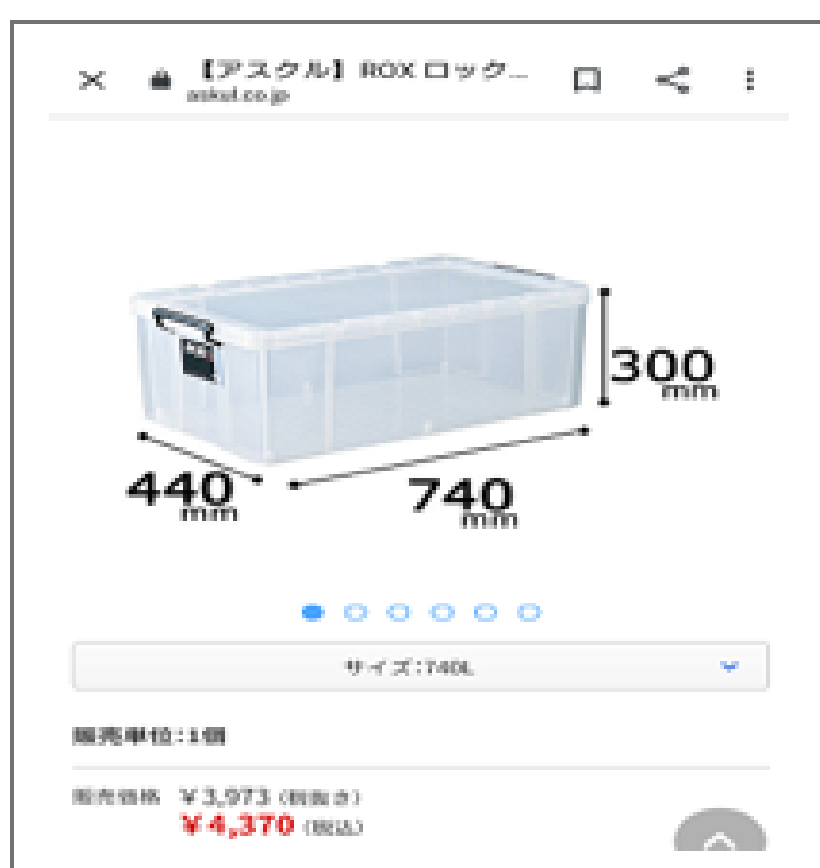 【アスクル】ROX ロック...
askul.co.jp
300
mm
440
mm
740
mm
サイズ:740L
販売単位:1個
販売価格 ¥3,973 (税抜き)
¥4,370 (税込)